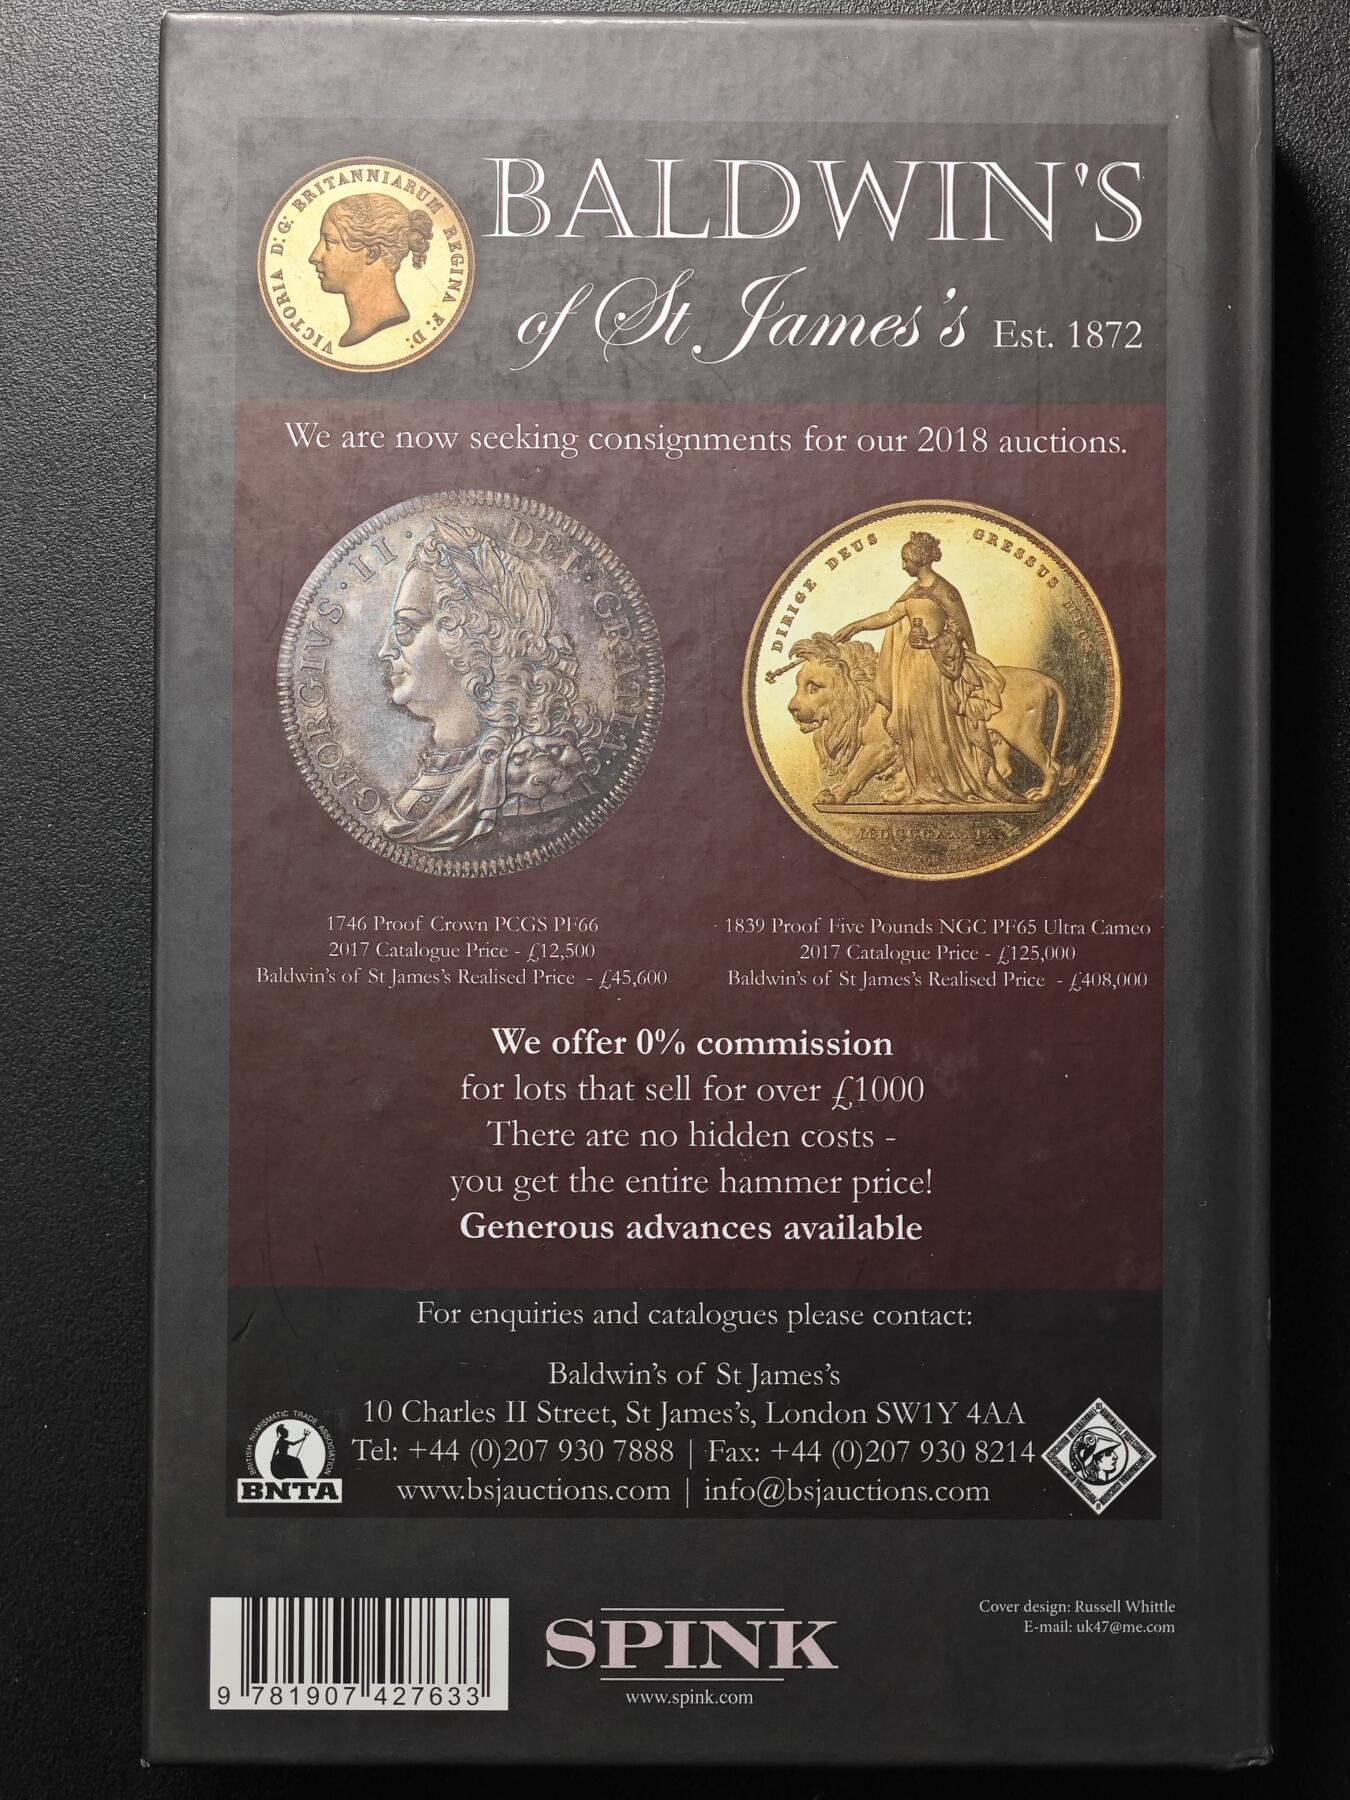 VICTORIA D: G: BRITANNIARUM REGINA F: D:
BALDWIN'S
of St James's Est. 1872
We are now seeking consignments for our 2018 auctions.
GEORGIVS · II · DEI · GRATIA ·
DIRIGE DEUS GRESSUS MEOS
1746 Proof Crown PCGS PF66
2017 Catalogue Price - £12,500
Baldwin's of St James's Realised Price - £45,600
1839 Proof Five Pounds NGC PF65 Ultra Cameo
2017 Catalogue Price - £125,000
Baldwin's of St James's Realised Price - £408,000
We offer 0% commission
for lots that sell for over £1000
There are no hidden costs -
you get the entire hammer price!
Generous advances available
For enquiries and catalogues please contact:
Baldwin's of St James's
10 Charles II Street, St James's, London SW1Y 4AA
Tel: +44 (0)207 930 7888 | Fax: +44 (0)207 930 8214
www.bsjauctions.com | info@bsjauctions.com
BRITISH NUMISMATIC TRADE ASSOCIATION
BNTA
9 781907 427633
SPINK
www.spink.com
Cover design: Russell Whittle
E-mail: uk47@me.com